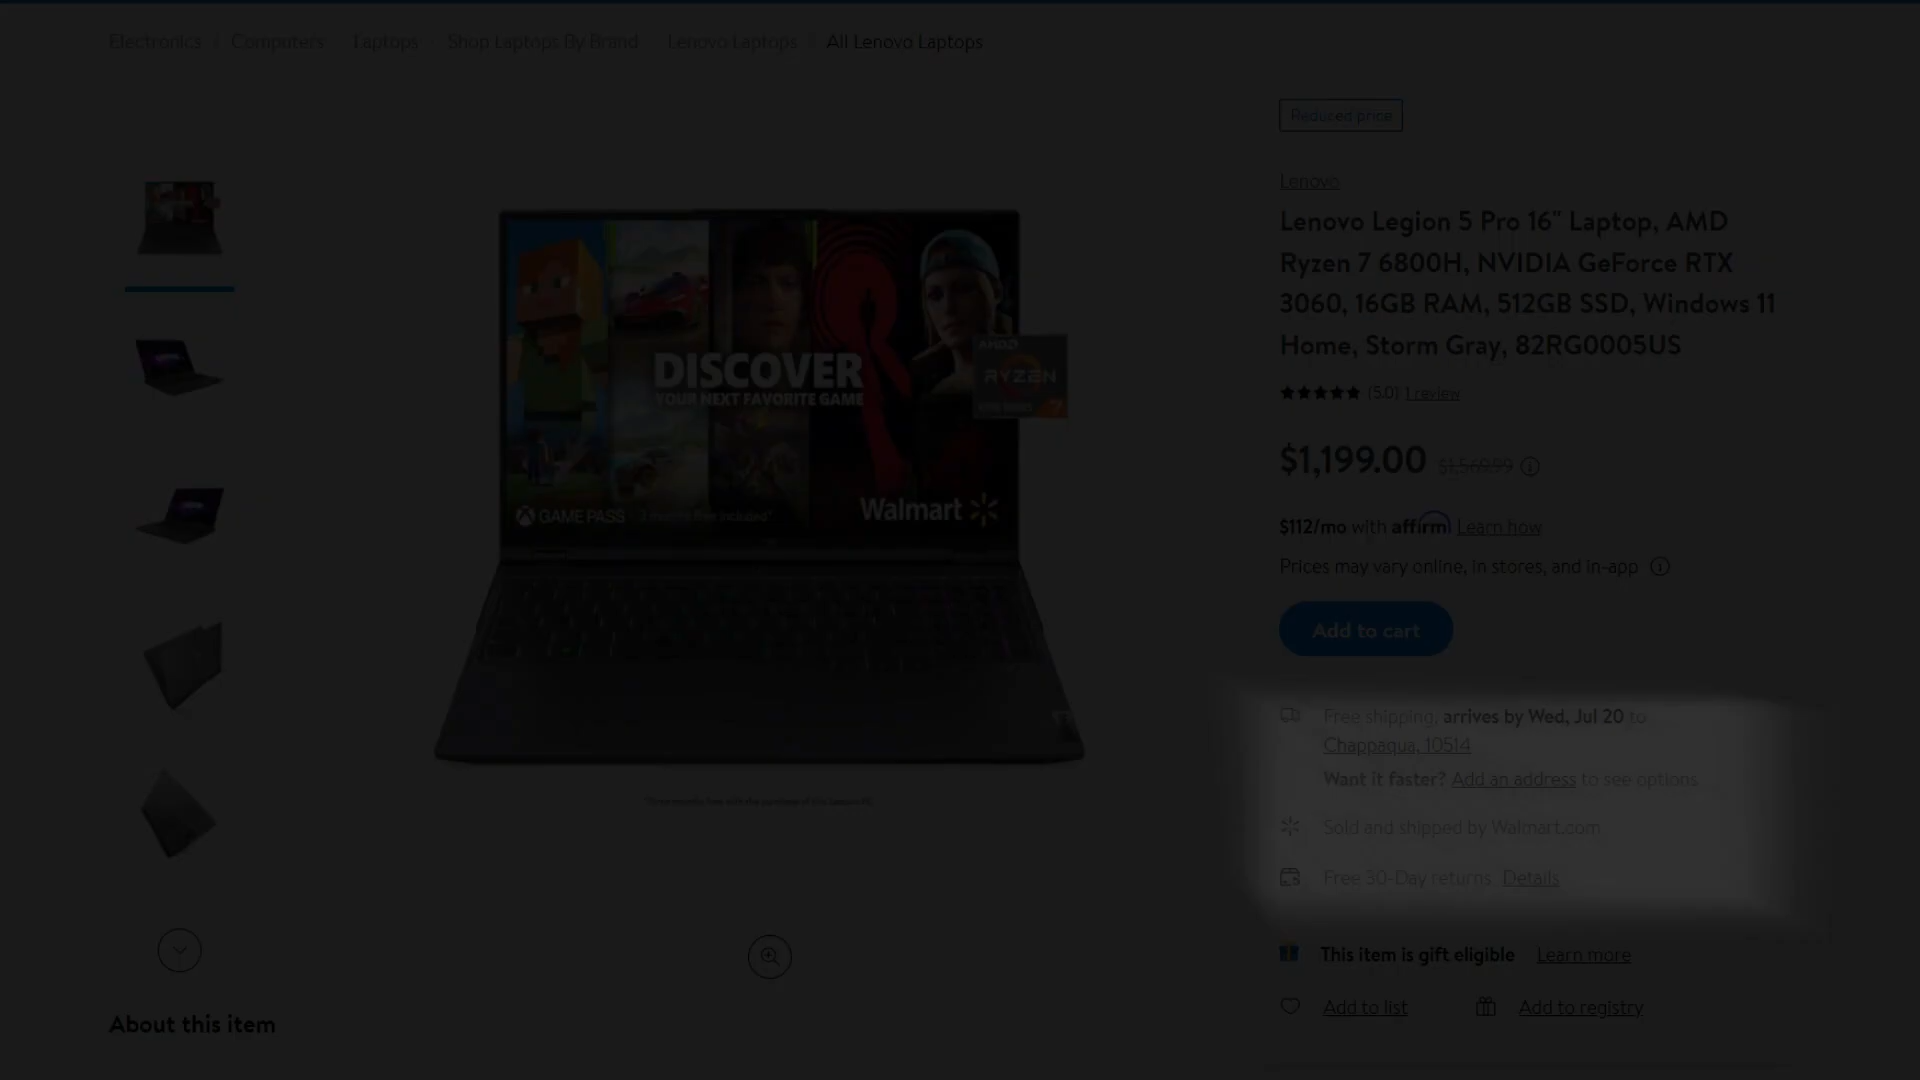 Electronics / Computers / Laptops / Shop Laptops By Brand / Lenovo Laptops / All Lenovo Laptops
Reduced price
Lenovo
Lenovo Legion 5 Pro 16" Laptop, AMD
Ryzen 7 6800H, NVIDIA GeForce RTX
3060, 16GB RAM, 512GB SSD, Windows 11
Home, Storm Gray, 82RG0005US
(5.0) 1 review
$1,199.00 $1,569.99
$112/mo with affirm Learn how
Prices may vary online, in stores, and in-app
Add to cart
Free shipping, arrives by Wed, Jul 20 to
Chappaqua, 10514
Want it faster? Add an address to see options
Sold and shipped by Walmart.com
Free 30-Day returns Details
This item is gift eligible Learn more
Add to list Add to registry
DISCOVER
YOUR NEXT FAVORITE GAME
AMD
RYZEN
7
GAME PASS 3 months free included*
Walmart
About this item